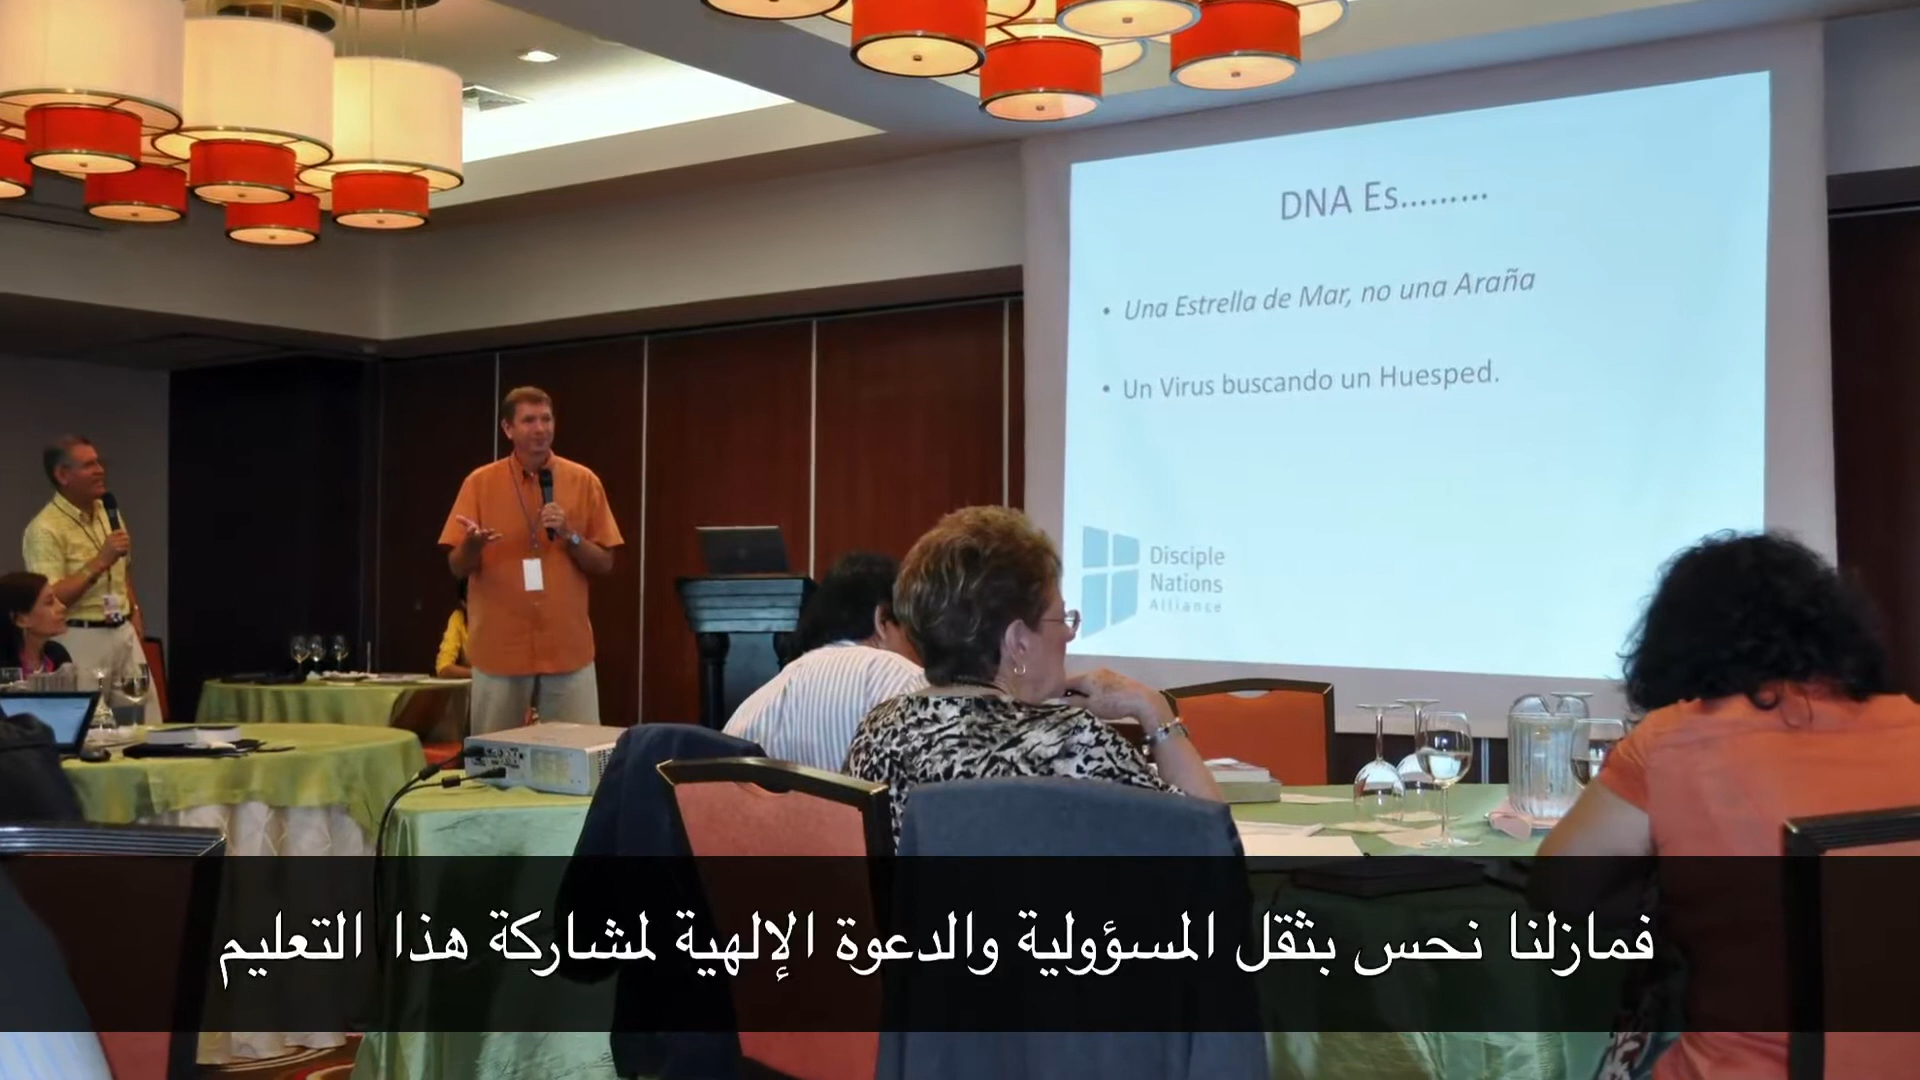 DNA Es.........
• Una Estrella de Mar, no una Araña
• Un Virus buscando un Huesped.
Disciple
Nations
Alliance
فمازلنا نحس بثقل المسؤولية والدعوة الإلهية لمشاركة هذا التعليم